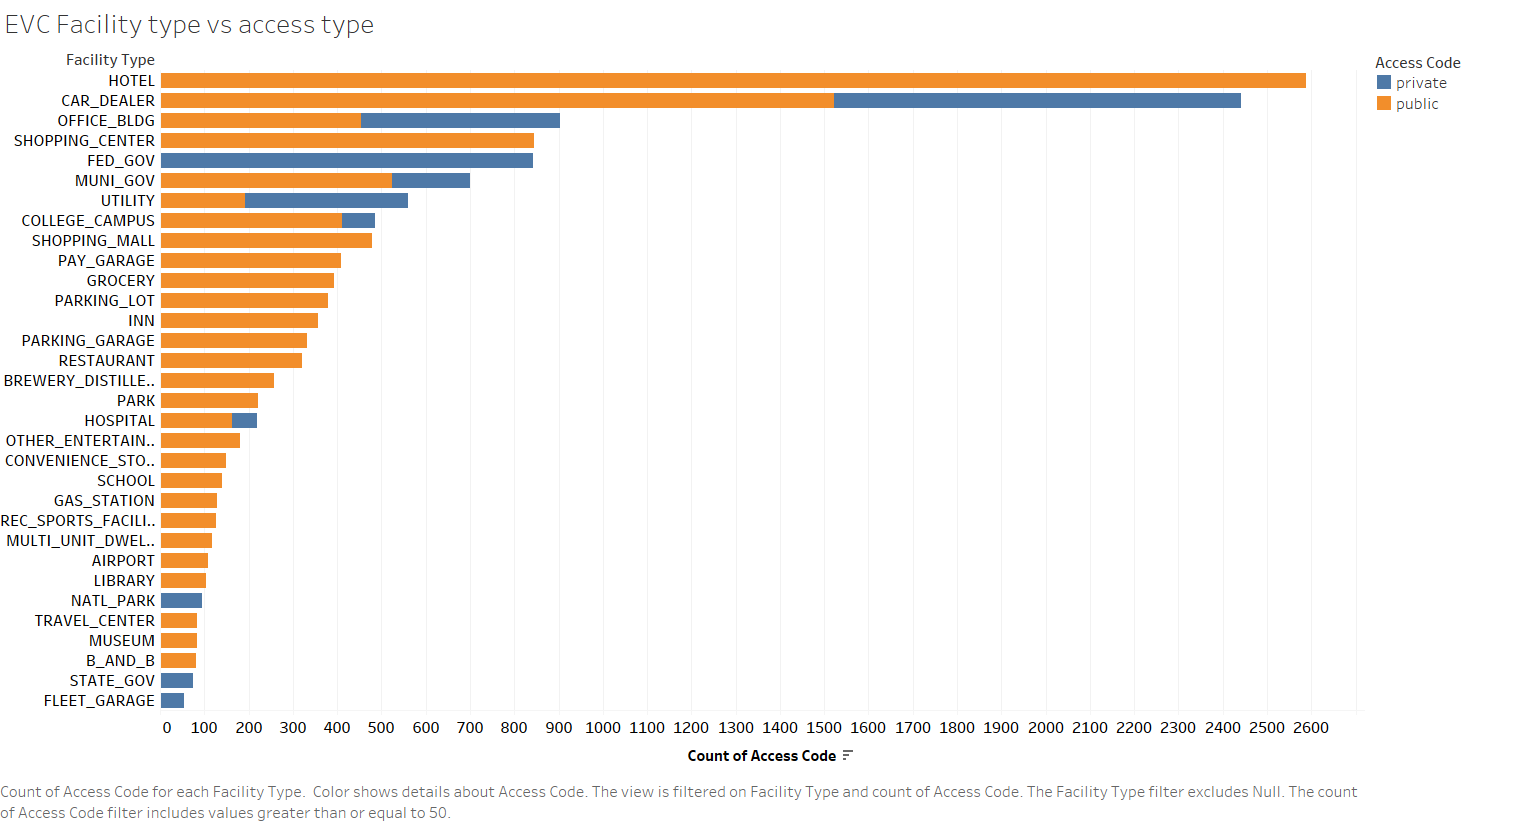 EVC Facility type vs access type
Facility Type
Access Code
private
public
HOTEL
CAR_DEALER
OFFICE_BLDG
SHOPPING_CENTER
FED_GOV
MUNI_GOV
UTILITY
COLLEGE_CAMPUS
SHOPPING_MALL
PAY_GARAGE
GROCERY
PARKING_LOT
INN
PARKING_GARAGE
RESTAURANT
BREWERY_DISTILLE..
PARK
HOSPITAL
OTHER_ENTERTAIN..
CONVENIENCE_STO..
SCHOOL
GAS_STATION
REC_SPORTS_FACILI..
MULTI_UNIT_DWEL..
AIRPORT
LIBRARY
NATL_PARK
TRAVEL_CENTER
MUSEUM
B_AND_B
STATE_GOV
FLEET_GARAGE
0 100 200 300 400 500 600 700 800 900 1000 1100 1200 1300 1400 1500 1600 1700 1800 1900 2000 2100 2200 2300 2400 2500 2600
Count of Access Code
Count of Access Code for each Facility Type.  Color shows details about Access Code. The view is filtered on Facility Type and count of Access Code. The Facility Type filter excludes Null. The count
of Access Code filter includes values greater than or equal to 50.